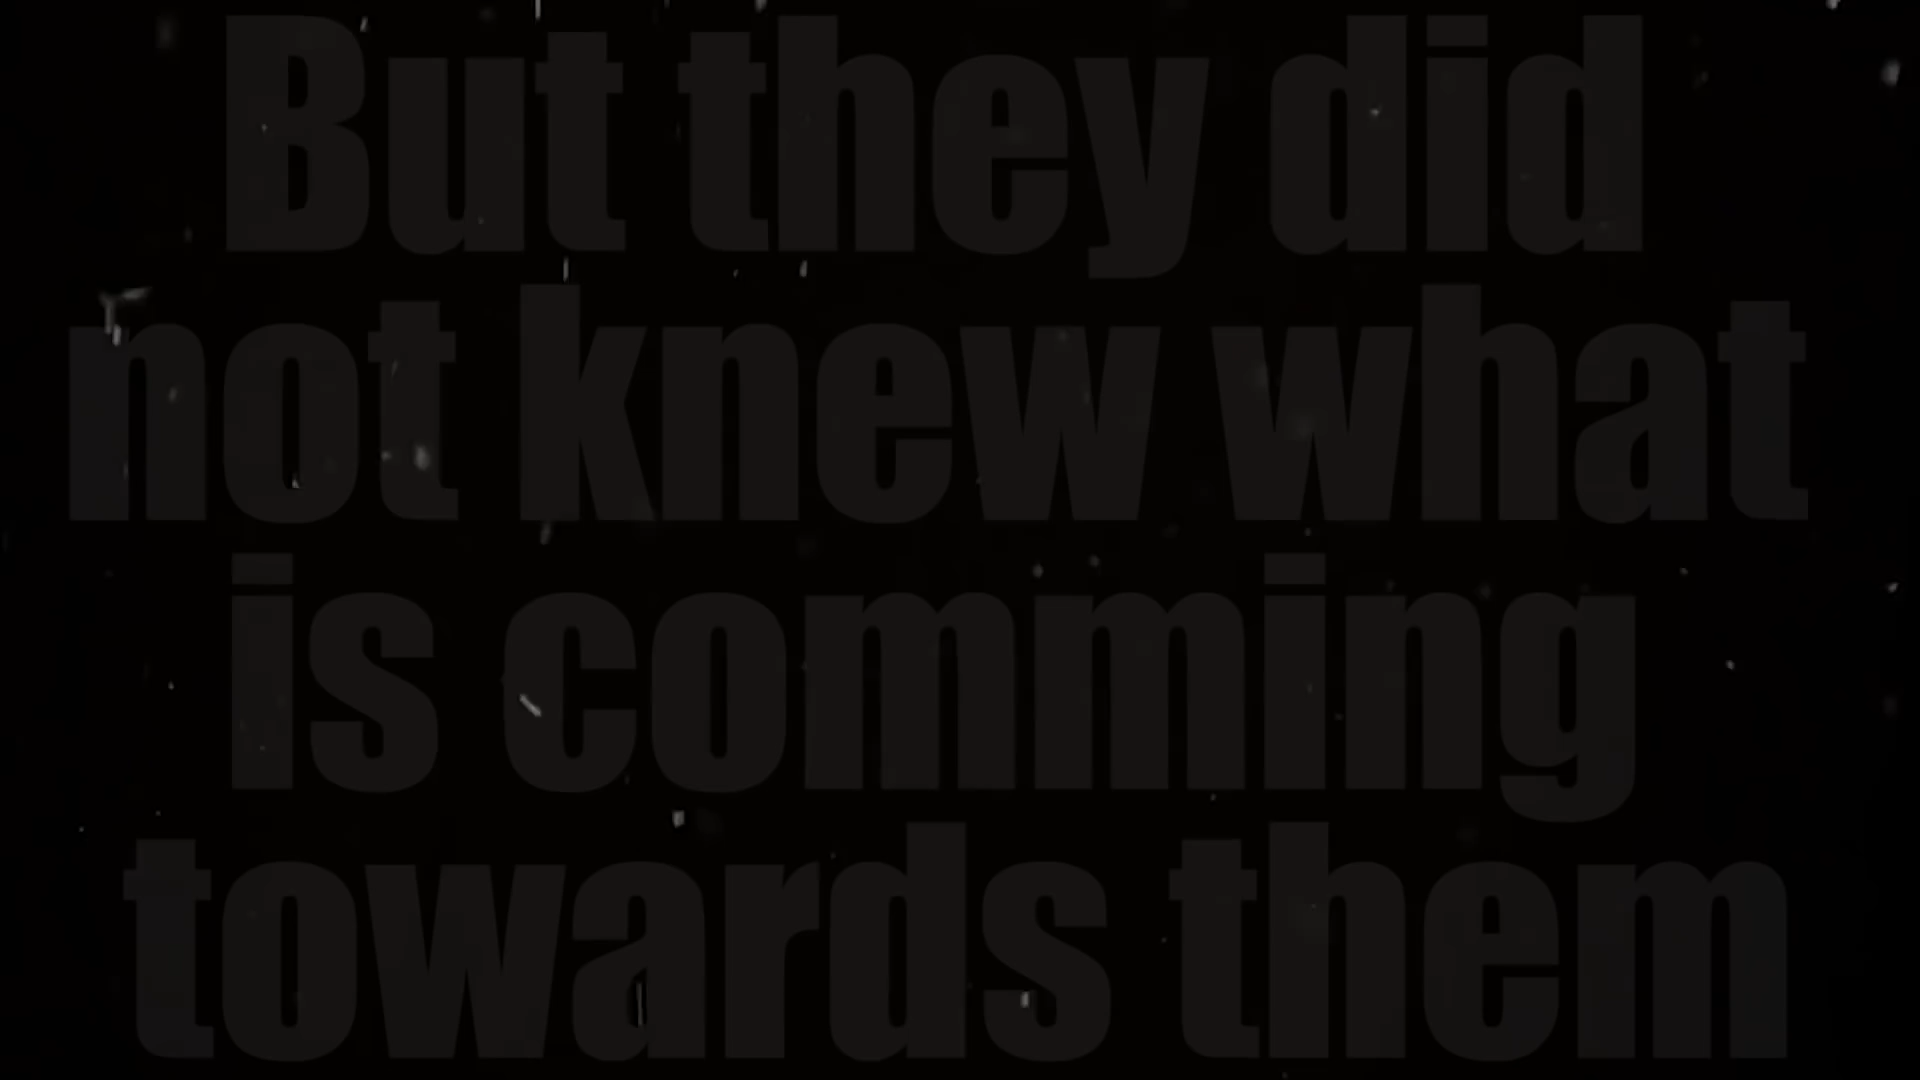 But they did
not knew what
is comming
towards them